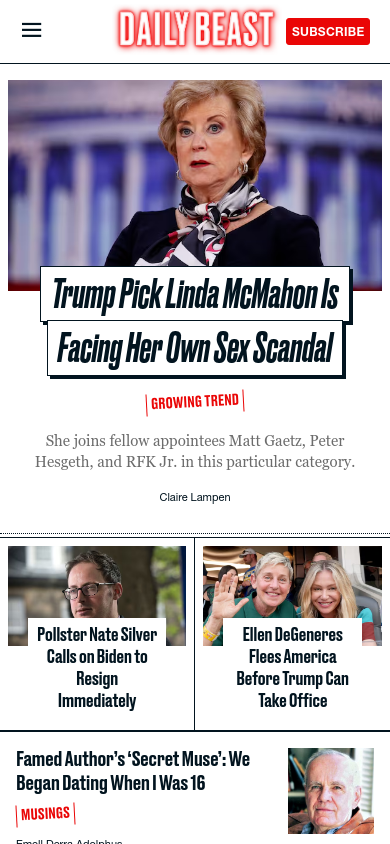 DAILY BEAST
SUBSCRIBE
Trump Pick Linda McMahon Is
Facing Her Own Sex Scandal
GROWING TREND
She joins fellow appointees Matt Gaetz, Peter
Hesgeth, and RFK Jr. in this particular category.
Claire Lampen
Pollster Nate Silver
Calls on Biden to
Resign
Immediately
Ellen DeGeneres
Flees America
Before Trump Can
Take Office
Famed Author’s ‘Secret Muse’: We
Began Dating When I Was 16
MUSINGS
Emell Derra Adolphus